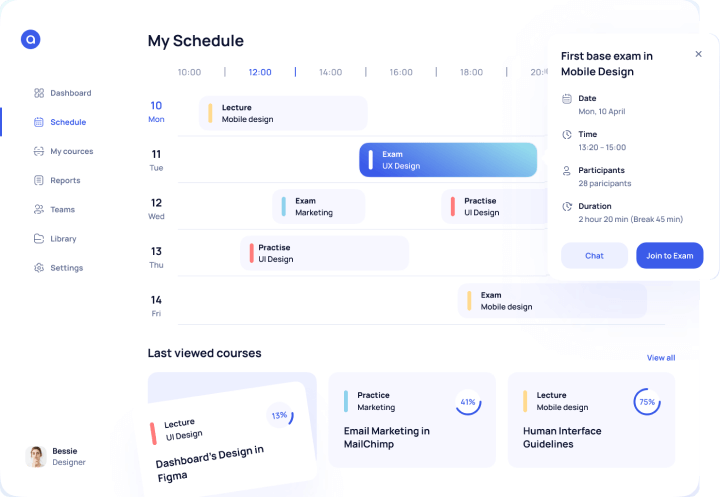 a
Dashboard
Schedule
My cources
Reports
Teams
Library
Settings
Bessie
Designer
My Schedule
10:00
12:00
14:00
16:00
18:00
10
Mon
Lecture
Mobile design
11
Tue
Exam
UX Design
12
Wed
Exam
Marketing
Practise
UI Design
13
Thu
Practise
UI Design
14
Fri
Exam
Mobile design
First base exam in
Mobile Design
Date
Mon, 10 April
Time
13:20 – 15:00
Participants
28 paricipants
Duration
2 hour 20 min (Break 45 min)
Chat
Join to Exam
Last viewed courses
View all
Lecture
UI Design
13%
Dashboard's Design in
Figma
Practice
Marketing
41%
Email Marketing in
MailChimp
Lecture
Mobile design
75%
Human Interface
Guidelines